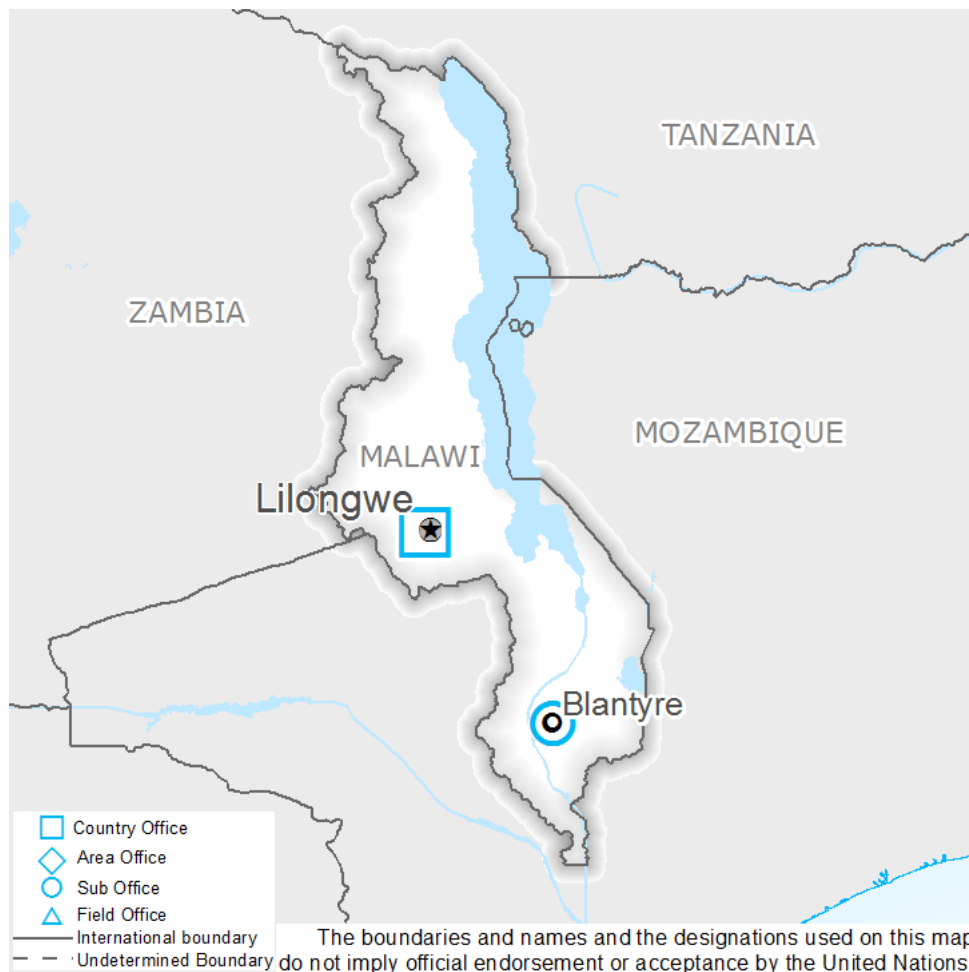 TANZANIA
ZAMBIA
MOZAMBIQUE
MALAWI
Lilongwe
Blantyre
Country Office
Area Office
Sub Office
Field Office
International boundary
Undetermined Boundary
The boundaries and names and the designations used on this map
do not imply official endorsement or acceptance by the United Nations